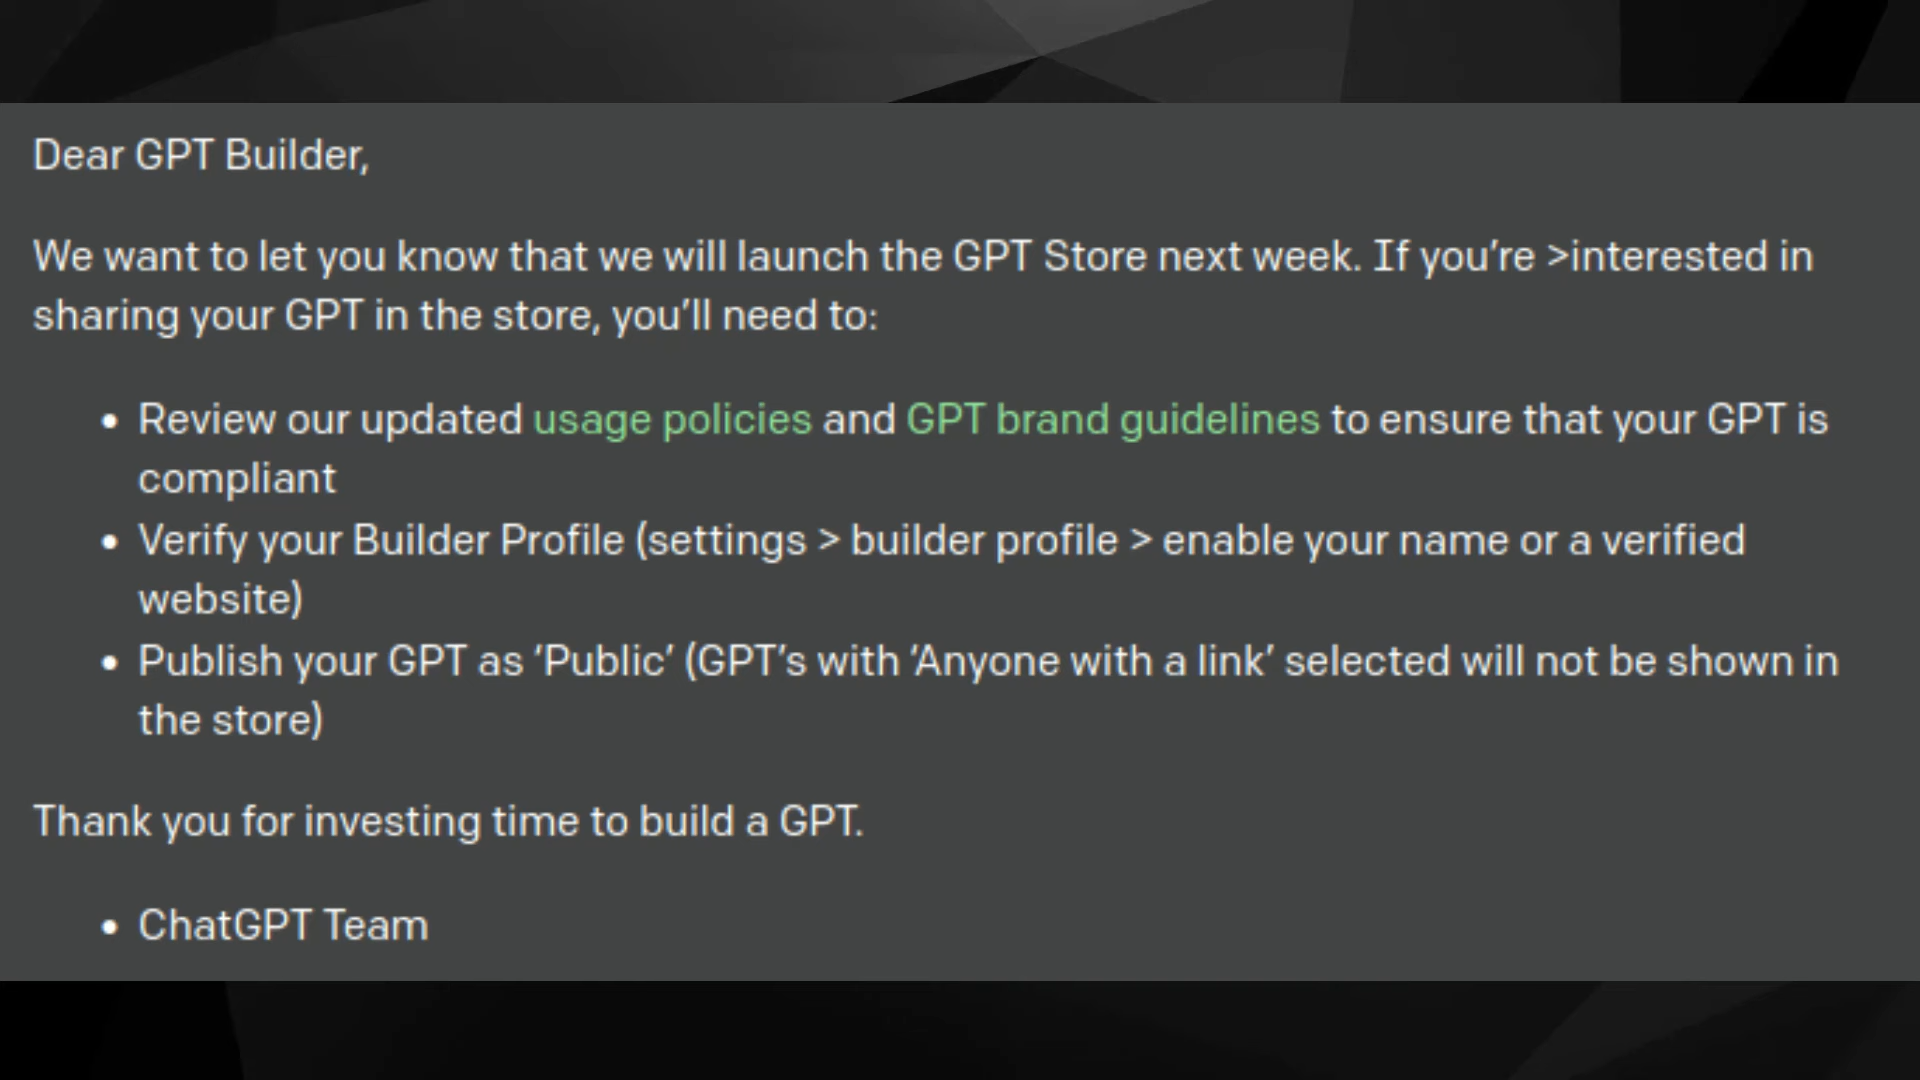 Dear GPT Builder,
We want to let you know that we will launch the GPT Store next week. If you’re >interested in
sharing your GPT in the store, you’ll need to:
• Review our updated usage policies and GPT brand guidelines to ensure that your GPT is
compliant
• Verify your Builder Profile (settings > builder profile > enable your name or a verified
website)
• Publish your GPT as ‘Public’ (GPT’s with ‘Anyone with a link’ selected will not be shown in
the store)
Thank you for investing time to build a GPT.
• ChatGPT Team